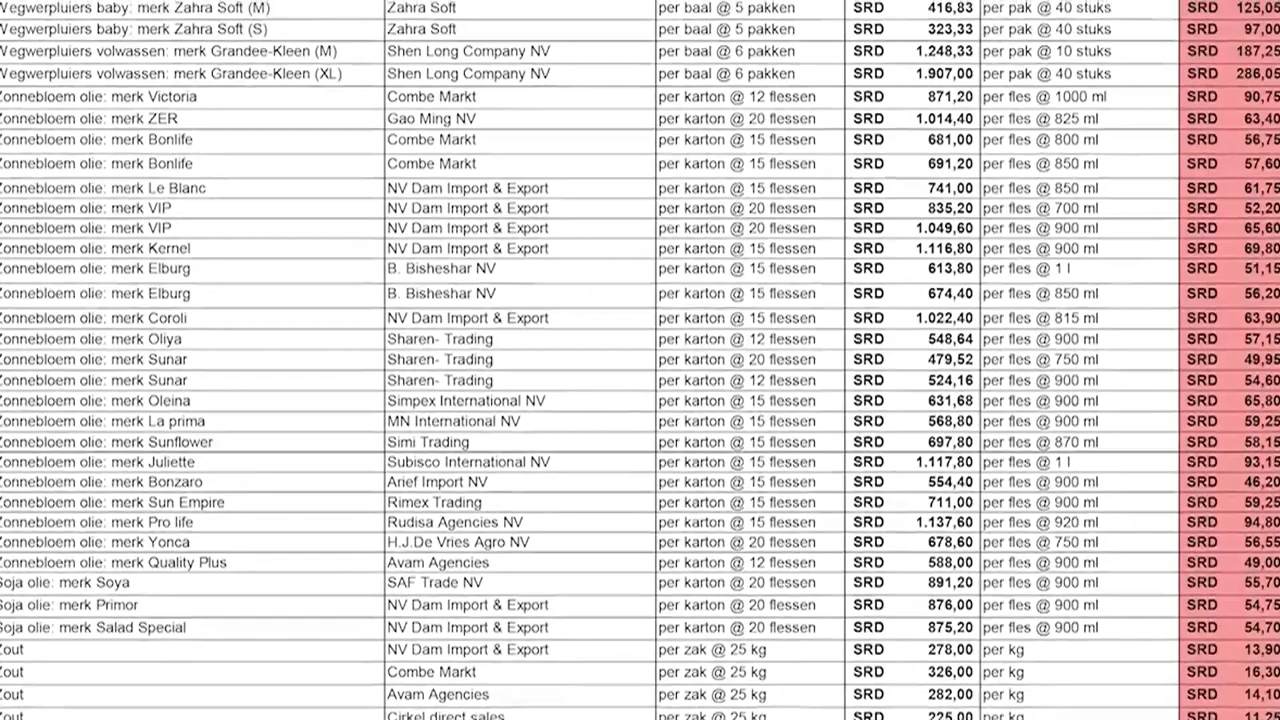 Wegwerpluiers baby: merk Zahra Soft (M) Zahra Soft per baal @ 5 pakken SRD 416,83 per pak @ 40 stuks SRD 125,05
Wegwerpluiers baby: merk Zahra Soft (S) Zahra Soft per baal @ 5 pakken SRD 323,33 per pak @ 40 stuks SRD 97,00
Wegwerpluiers volwassen: merk Grandee-Kleen (M) Shen Long Company NV per baal @ 6 pakken SRD 1.248,33 per pak @ 10 stuks SRD 187,25
Wegwerpluiers volwassen: merk Grandee-Kleen (XL) Shen Long Company NV per baal @ 6 pakken SRD 1.907,00 per pak @ 40 stuks SRD 286,05
Zonnebloem olie: merk Victoria Combe Markt per karton @ 12 flessen SRD 871,20 per fles @ 1000 ml SRD 90,75
Zonnebloem olie: merk ZER Gao Ming NV per karton @ 20 flessen SRD 1.014,40 per fles @ 825 ml SRD 63,40
Zonnebloem olie: merk Bonlife Combe Markt per karton @ 15 flessen SRD 681,00 per fles @ 800 ml SRD 56,75
Zonnebloem olie: merk Bonlife Combe Markt per karton @ 15 flessen SRD 691,20 per fles @ 850 ml SRD 57,60
Zonnebloem olie: merk Le Blanc NV Dam Import & Export per karton @ 15 flessen SRD 741,00 per fles @ 850 ml SRD 61,75
Zonnebloem olie: merk VIP NV Dam Import & Export per karton @ 20 flessen SRD 835,20 per fles @ 700 ml SRD 52,20
Zonnebloem olie: merk VIP NV Dam Import & Export per karton @ 20 flessen SRD 1.049,60 per fles @ 900 ml SRD 65,60
Zonnebloem olie: merk Kernel NV Dam Import & Export per karton @ 15 flessen SRD 1.116,80 per fles @ 900 ml SRD 69,80
Zonnebloem olie: merk Elburg B. Bisheshar NV per karton @ 15 flessen SRD 613,80 per fles @ 1 l SRD 51,15
Zonnebloem olie: merk Elburg B. Bisheshar NV per karton @ 15 flessen SRD 674,40 per fles @ 850 ml SRD 56,20
Zonnebloem olie: merk Coroli NV Dam Import & Export per karton @ 15 flessen SRD 1.022,40 per fles @ 815 ml SRD 63,90
Zonnebloem olie: merk Oliya Sharen- Trading per karton @ 12 flessen SRD 548,64 per fles @ 900 ml SRD 57,15
Zonnebloem olie: merk Sunar Sharen- Trading per karton @ 20 flessen SRD 479,52 per fles @ 750 ml SRD 49,95
Zonnebloem olie: merk Sunar Sharen- Trading per karton @ 12 flessen SRD 524,16 per fles @ 900 ml SRD 54,60
Zonnebloem olie: merk Oleina Simpex International NV per karton @ 15 flessen SRD 631,68 per fles @ 900 ml SRD 65,80
Zonnebloem olie: merk La prima MN International NV per karton @ 15 flessen SRD 568,80 per fles @ 900 ml SRD 59,25
Zonnebloem olie: merk Sunflower Simi Trading per karton @ 15 flessen SRD 697,80 per fles @ 870 ml SRD 58,15
Zonnebloem olie: merk Juliette Subisco International NV per karton @ 15 flessen SRD 1.117,80 per fles @ 1 l SRD 93,15
Zonnebloem olie: merk Bonzaro Arief Import NV per karton @ 15 flessen SRD 554,40 per fles @ 900 ml SRD 46,20
Zonnebloem olie: merk Sun Empire Rimex Trading per karton @ 15 flessen SRD 711,00 per fles @ 900 ml SRD 59,25
Zonnebloem olie: merk Pro life Rudisa Agencies NV per karton @ 15 flessen SRD 1.137,60 per fles @ 920 ml SRD 94,80
Zonnebloem olie: merk Yonca H.J.De Vries Agro NV per karton @ 20 flessen SRD 678,60 per fles @ 750 ml SRD 56,55
Zonnebloem olie: merk Quality Plus Avam Agencies per karton @ 12 flessen SRD 588,00 per fles @ 900 ml SRD 49,00
Soja olie: merk Soya SAF Trade NV per karton @ 20 flessen SRD 891,20 per fles @ 900 ml SRD 55,70
Soja olie: merk Primor NV Dam Import & Export per karton @ 20 flessen SRD 876,00 per fles @ 900 ml SRD 54,75
Soja olie: merk Salad Special NV Dam Import & Export per karton @ 20 flessen SRD 875,20 per fles @ 900 ml SRD 54,70
Zout NV Dam Import & Export per zak @ 25 kg SRD 278,00 per kg SRD 13,90
Zout Combe Markt per zak @ 25 kg SRD 326,00 per kg SRD 16,30
Zout Avam Agencies per zak @ 25 kg SRD 282,00 per kg SRD 14,10
Zout Cirkel direct sales per zak @ 25 kg SRD 225,00 per kg SRD 11,25